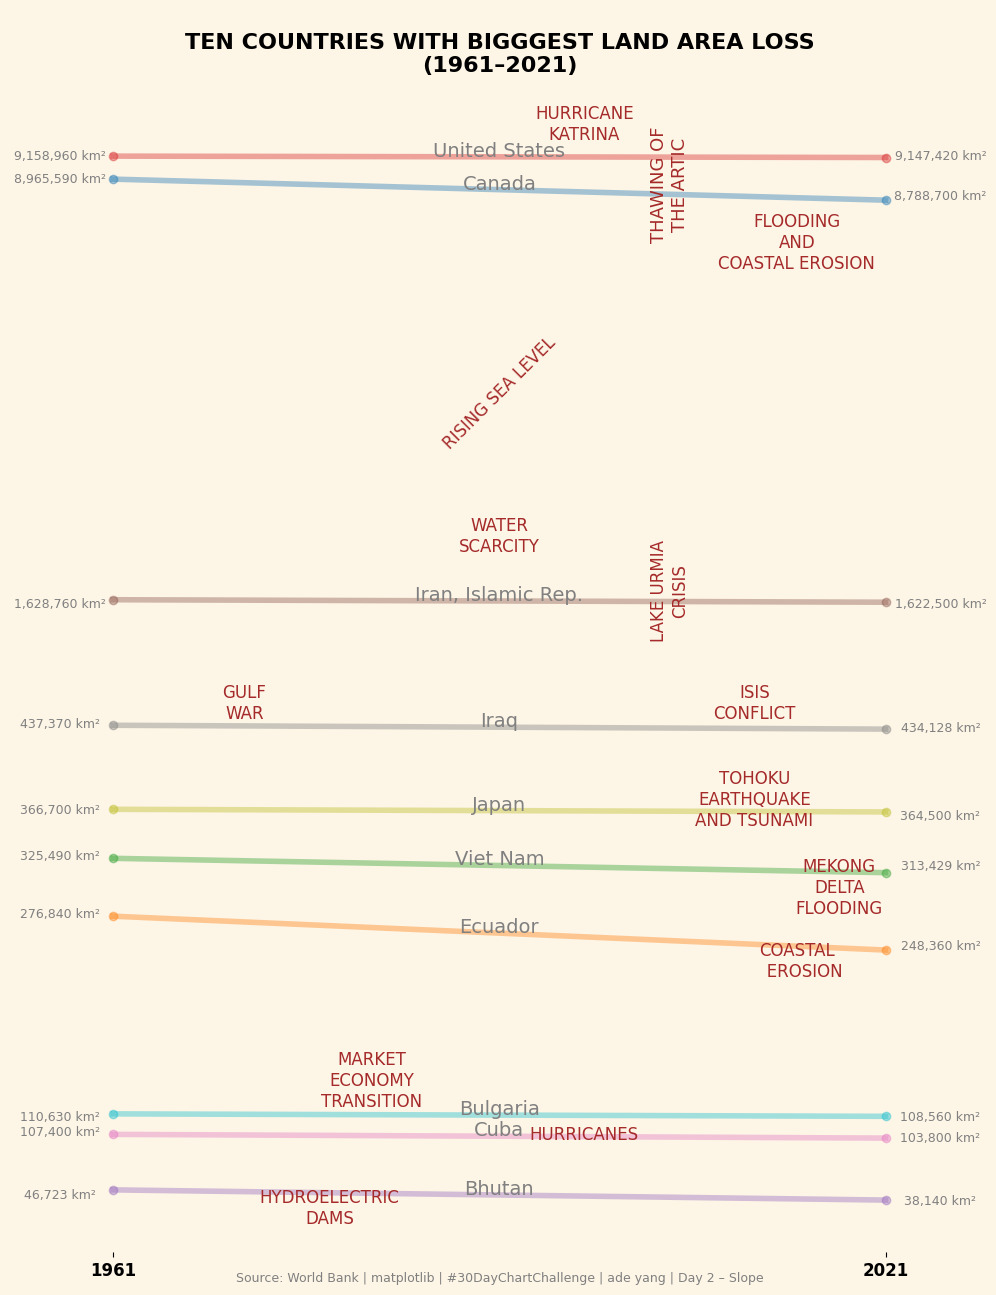 TEN COUNTRIES WITH BIGGGEST LAND AREA LOSS
(1961–2021)
HURRICANE
KATRINA
THAWING OF
THE ARTIC
9,158,960 km²
United States
9,147,420 km²
8,965,590 km²
Canada
8,788,700 km²
FLOODING
AND
COASTAL EROSION
RISING SEA LEVEL
WATER
SCARCITY
LAKE URMIA
CRISIS
1,628,760 km²
Iran, Islamic Rep.
1,622,500 km²
GULF
WAR
ISIS
CONFLICT
437,370 km²
Iraq
434,128 km²
TOHOKU
EARTHQUAKE
AND TSUNAMI
366,700 km²
Japan
364,500 km²
325,490 km²
Viet Nam
313,429 km²
MEKONG
DELTA
FLOODING
276,840 km²
Ecuador
248,360 km²
COASTAL
EROSION
MARKET
ECONOMY
TRANSITION
110,630 km²
Bulgaria
108,560 km²
107,400 km²
Cuba
HURRICANES
103,800 km²
46,723 km²
Bhutan
38,140 km²
HYDROELECTRIC
DAMS
1961
2021
Source: World Bank | matplotlib | #30DayChartChallenge | ade yang | Day 2 – Slope